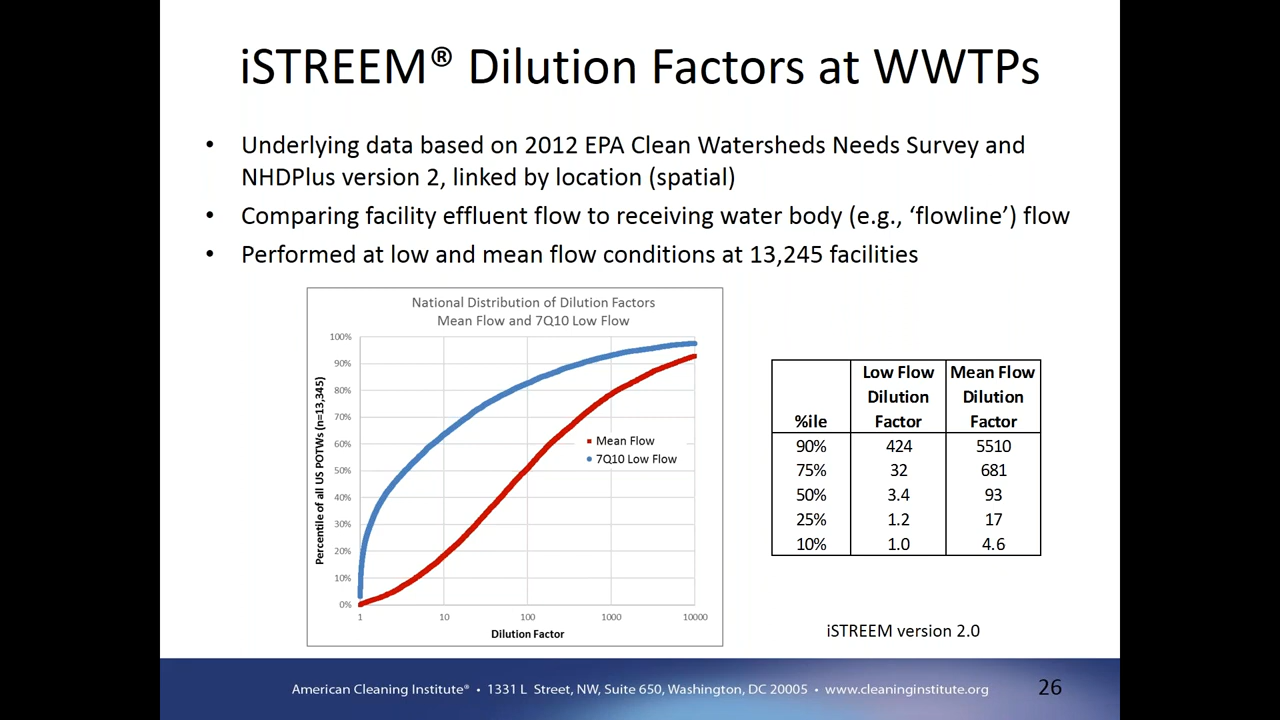 iSTREEM® Dilution Factors at WWTPs
• Underlying data based on 2012 EPA Clean Watersheds Needs Survey and
NHDPlus version 2, linked by location (spatial)
• Comparing facility effluent flow to receiving water body (e.g., ‘flowline’) flow
• Performed at low and mean flow conditions at 13,245 facilities
National Distribution of Dilution Factors
Mean Flow and 7Q10 Low Flow
Percentile of all US POTWs (n=13,345)
100%
90%
80%
70%
60%
50%
40%
30%
20%
10%
0%
Mean Flow
7Q10 Low Flow
1 10 100 1000 10000
Dilution Factor
%ile Low Flow Dilution Factor Mean Flow Dilution Factor
90% 424 5510
75% 32 681
50% 3.4 93
25% 1.2 17
10% 1.0 4.6
iSTREEM version 2.0
American Cleaning Institute® • 1331 L Street, NW, Suite 650, Washington, DC 20005 • www.cleaninginstitute.org
26